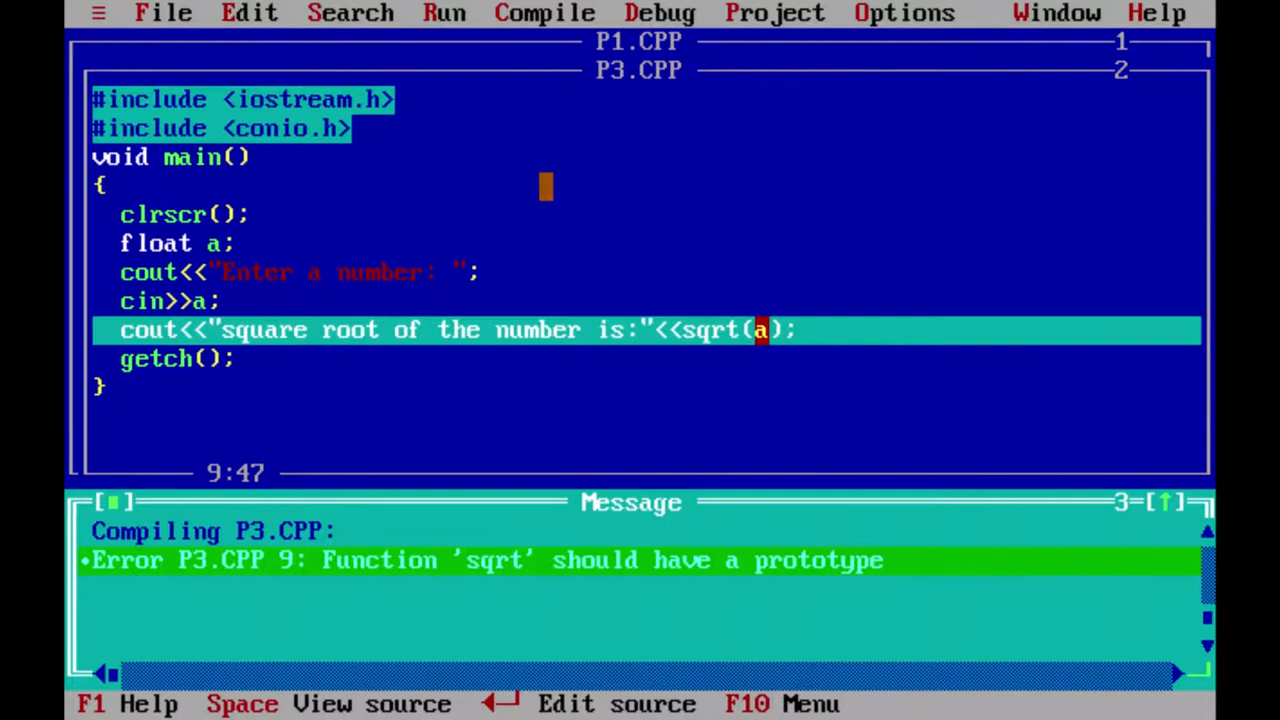 ≡ File Edit Search Run Compile Debug Project Options Window Help
P1.CPP 1
P3.CPP 2
#include <iostream.h>
#include <conio.h>
void main()
{
clrscr();
float a;
cout<<"Enter a number: ";
cin>>a;
cout<<"square root of the number is:"<<sqrt(a);
getch();
}
9:47
[■] Message 3=[↑]
Compiling P3.CPP:
•Error P3.CPP 9: Function 'sqrt' should have a prototype
F1 Help Space View source ◄─┘ Edit source F10 Menu